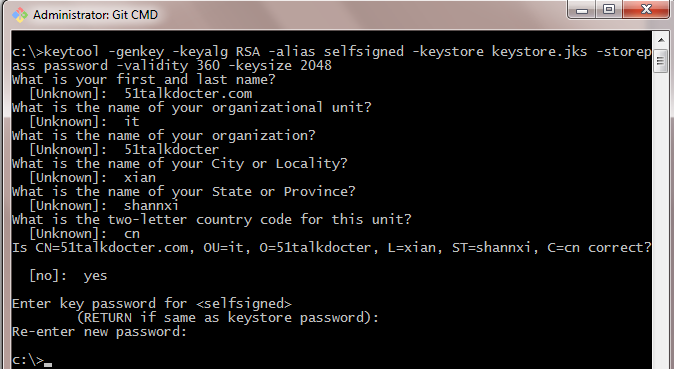 Administrator: Git CMD
c:\>keytool -genkey -keyalg RSA -alias selfsigned -keystore keystore.jks -storep
ass password -validity 360 -keysize 2048
What is your first and last name?
  [Unknown]:  51talkdocter.com
What is the name of your organizational unit?
  [Unknown]:  it
What is the name of your organization?
  [Unknown]:  51talkdocter
What is the name of your City or Locality?
  [Unknown]:  xian
What is the name of your State or Province?
  [Unknown]:  shannxi
What is the two-letter country code for this unit?
  [Unknown]:  cn
Is CN=51talkdocter.com, OU=it, O=51talkdocter, L=xian, ST=shannxi, C=cn correct?
  [no]:  yes
Enter key password for <selfsigned>
        (RETURN if same as keystore password):
Re-enter new password:
c:\>_